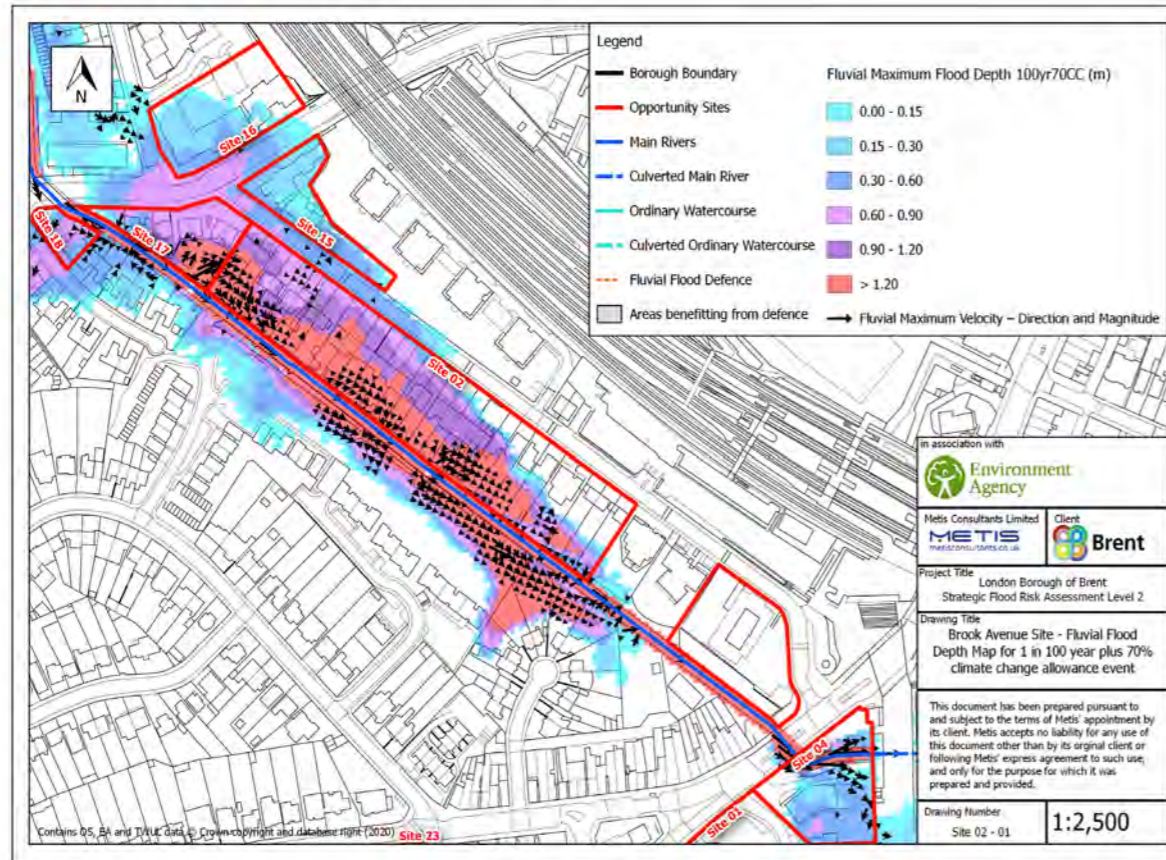 N
Site 16
Site 15
Site 18
Site 17
Site 02
Site 04
Site 01
Site 23
Contains OS, EA and TWUL data © Crown copyright and database right (2020)
Legend
Borough Boundary
Opportunity Sites
Main Rivers
Culverted Main River
Ordinary Watercourse
Culverted Ordinary Watercourse
Fluvial Flood Defence
Areas benefitting from defence
Fluvial Maximum Flood Depth 100yr70CC (m)
0.00 - 0.15
0.15 - 0.30
0.30 - 0.60
0.60 - 0.90
0.90 - 1.20
> 1.20
Fluvial Maximum Velocity – Direction and Magnitude
in association with
Environment
Agency
Metis Consultants Limited
METIS
metisconsultants.co.uk
Client
Brent
Project Title
London Borough of Brent
Strategic Flood Risk Assessment Level 2
Drawing Title
Brook Avenue Site - Fluvial Flood
Depth Map for 1 in 100 year plus 70%
climate change allowance event
This document has been prepared pursuant to
and subject to the terms of Metis' appointment by
its client. Metis accepts no liability for any use of
this document other than by its orginal client or
following Metis' express agreement to such use,
and only for the purpose for which it was
prepared and provided.
Drawing Number
Site 02 - 01
1:2,500